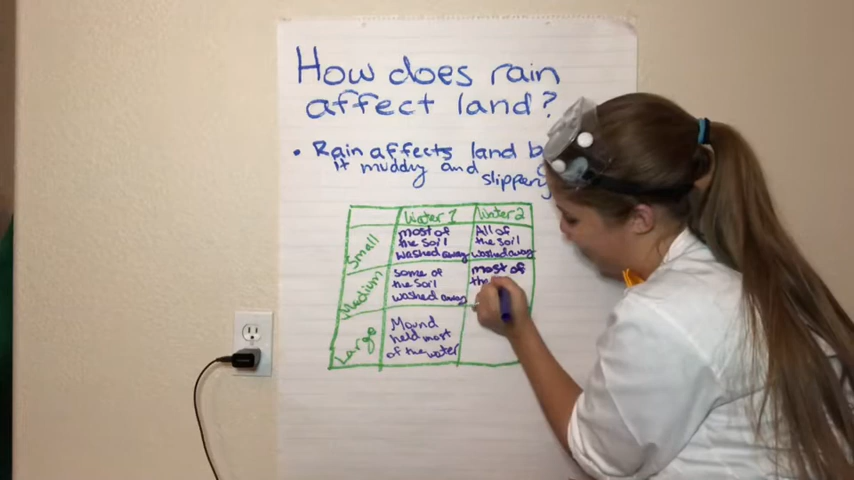 How does rain
affect land?
• Rain affects land
It muddy and
slippery
Water 1 Water 2
Small
most of
the soil
washed away
All of
the soil
washed away
Medium
some of
the soil
washed away
most of
Large
Mound
held most
of the water